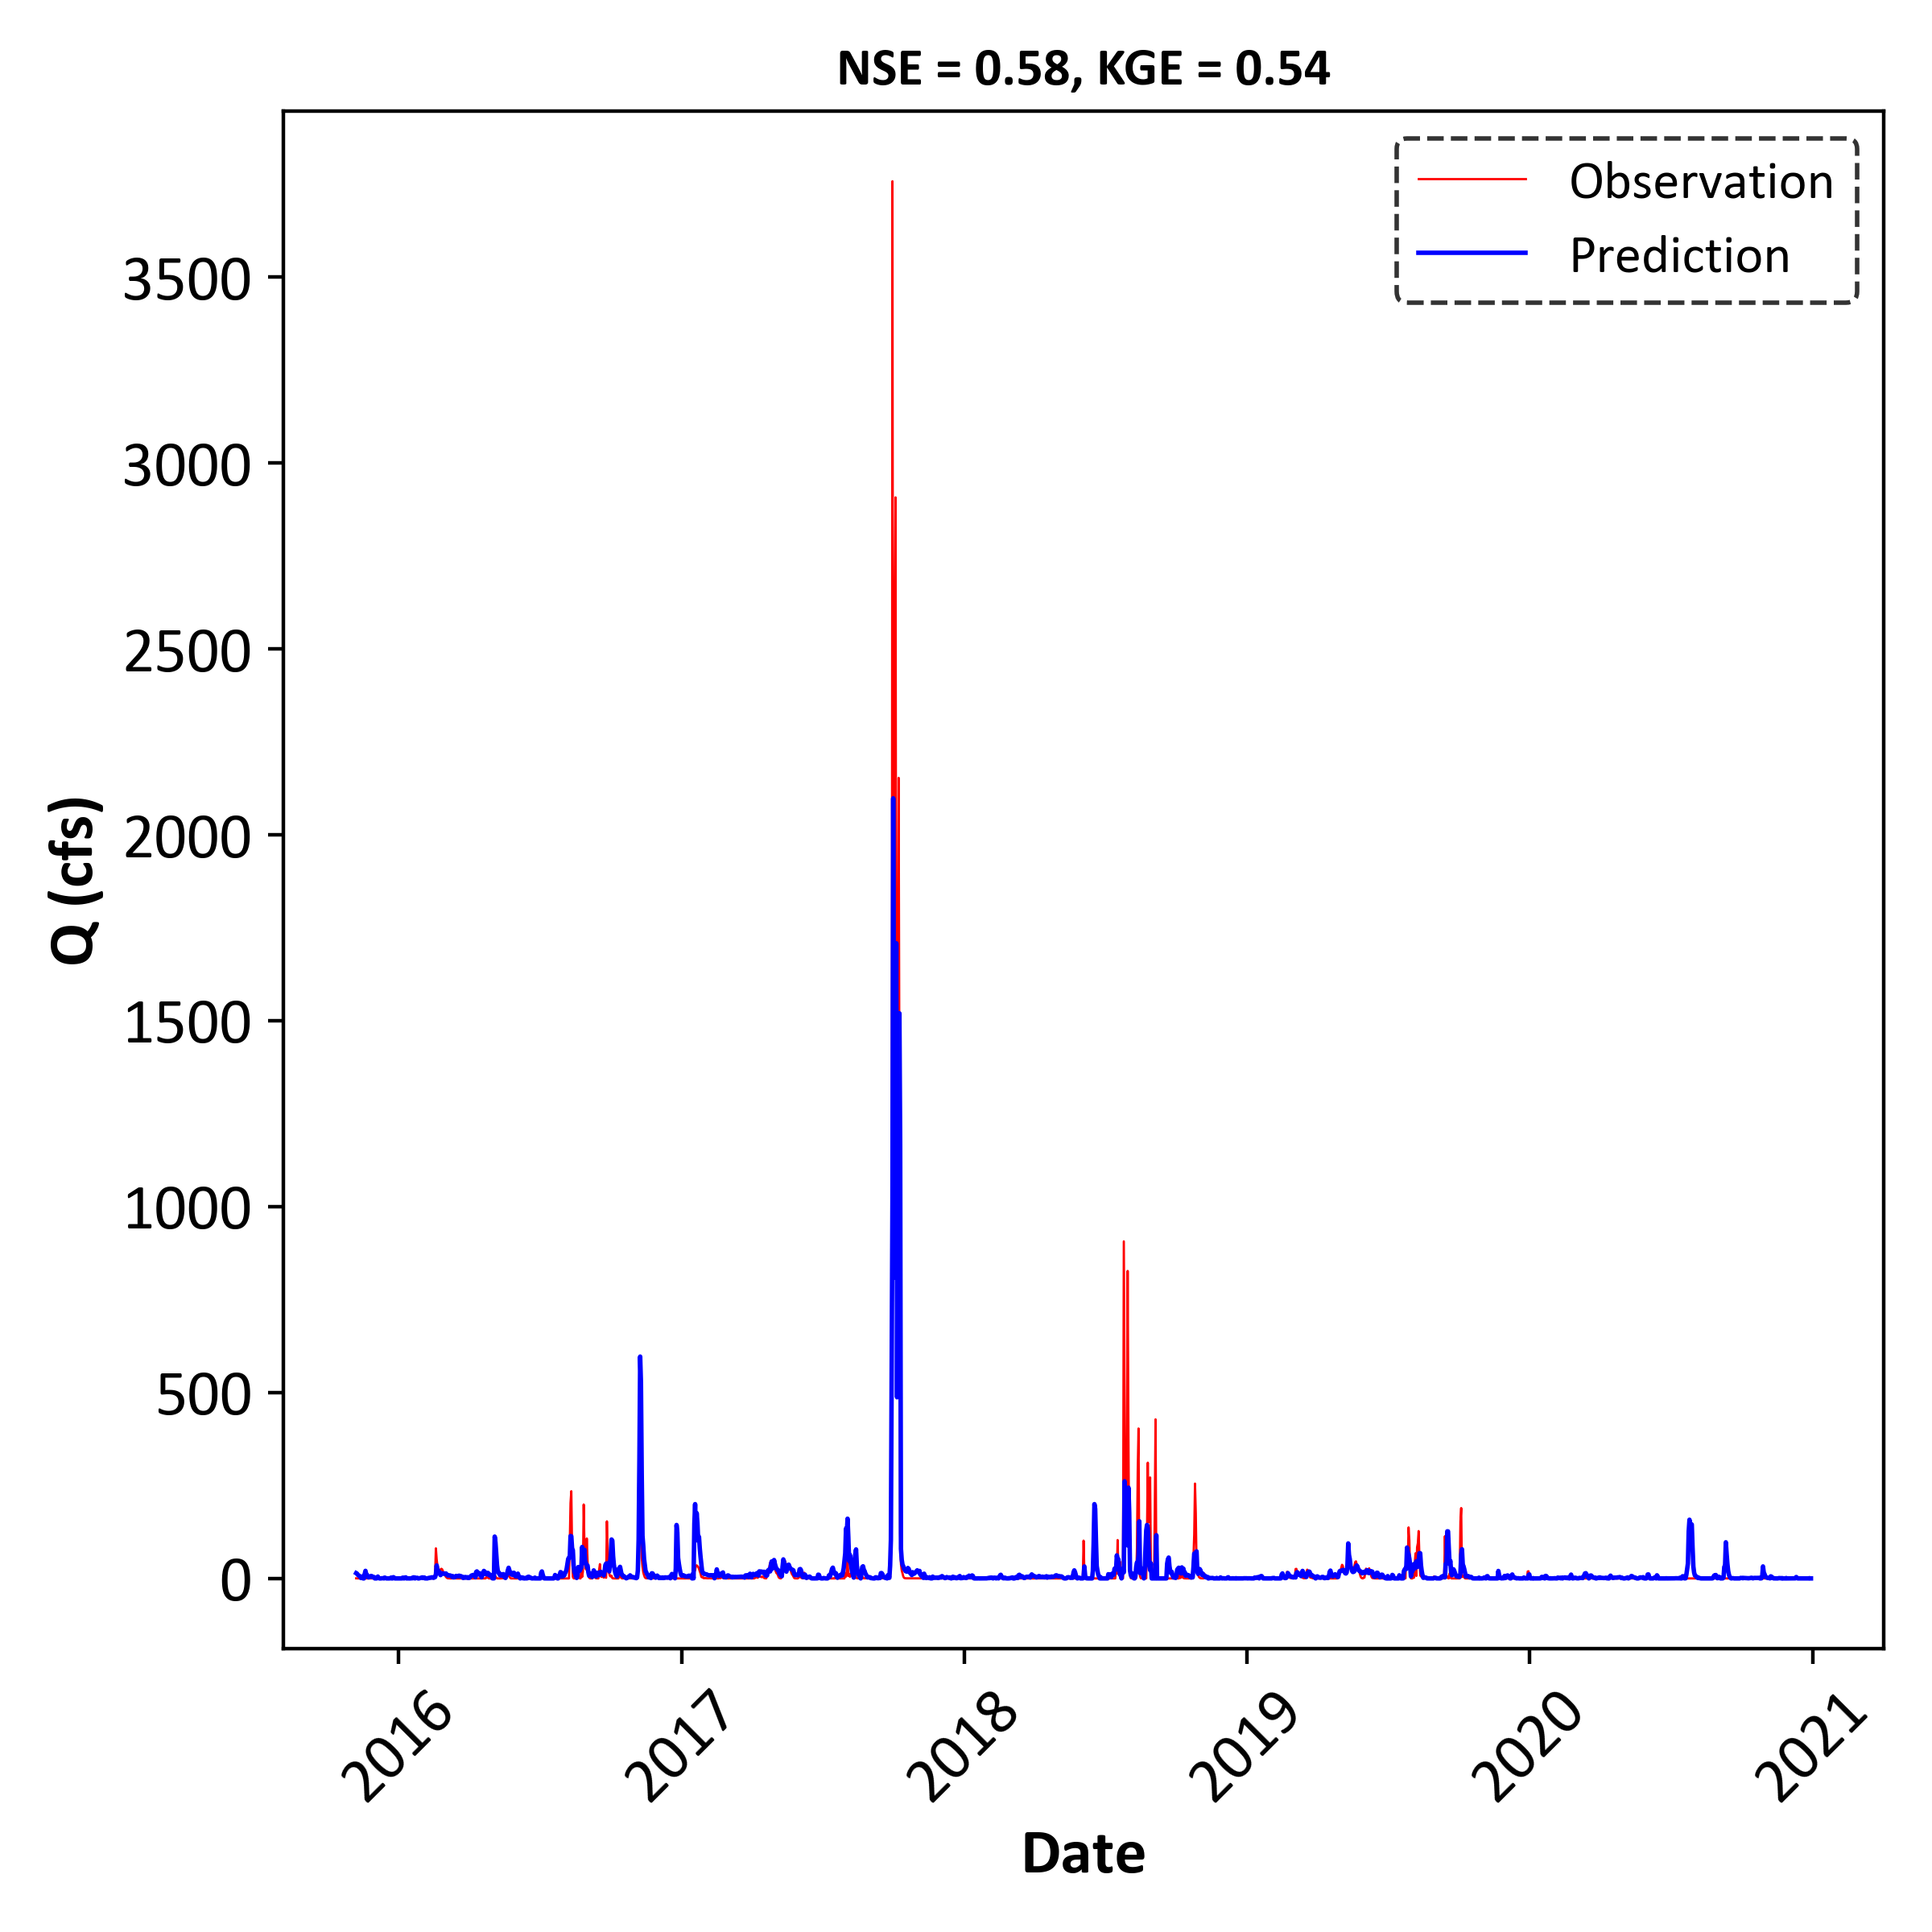 NSE = 0.58, KGE = 0.54
Observation
Prediction
3500
3000
2500
2000
1500
1000
500
0
Q (cfs)
2016
2017
2018
2019
2020
2021
Date